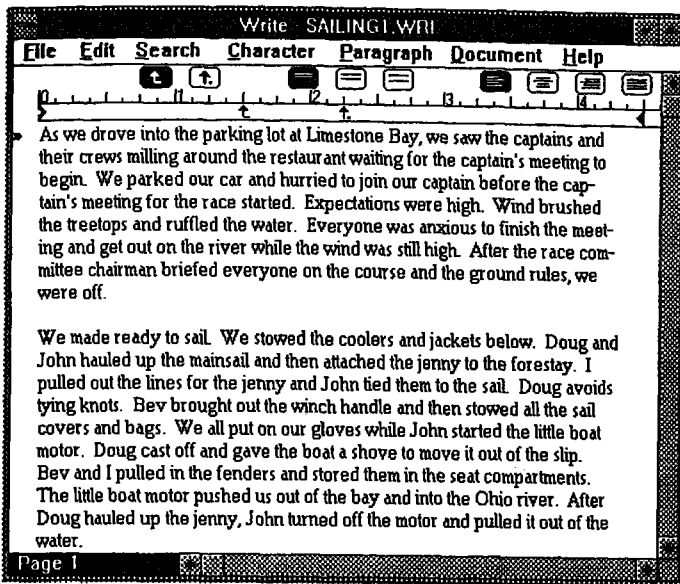 Write - SAILING1.WRI
File Edit Search Character Paragraph Document Help
0 1 2 3 4
As we drove into the parking lot at Limestone Bay, we saw the captains and
their crews milling around the restaurant waiting for the captain's meeting to
begin. We parked our car and hurried to join our captain before the cap-
tain's meeting for the race started. Expectations were high. Wind brushed
the treetops and ruffled the water. Everyone was anxious to finish the meet-
ing and get out on the river while the wind was still high. After the race com-
mittee chairman briefed everyone on the course and the ground rules, we
were off.
We made ready to sail. We stowed the coolers and jackets below. Doug and
John hauled up the mainsail and then attached the jenny to the forestay. I
pulled out the lines for the jenny and John tied them to the sail. Doug avoids
tying knots. Bev brought out the winch handle and then stowed all the sail
covers and bags. We all put on our gloves while John started the little boat
motor. Doug cast off and gave the boat a shove to move it out of the slip.
Bev and I pulled in the fenders and stored them in the seat compartments.
The little boat motor pushed us out of the bay and into the Ohio river. After
Doug hauled up the jenny, John turned off the motor and pulled it out of the
water.
Page 1